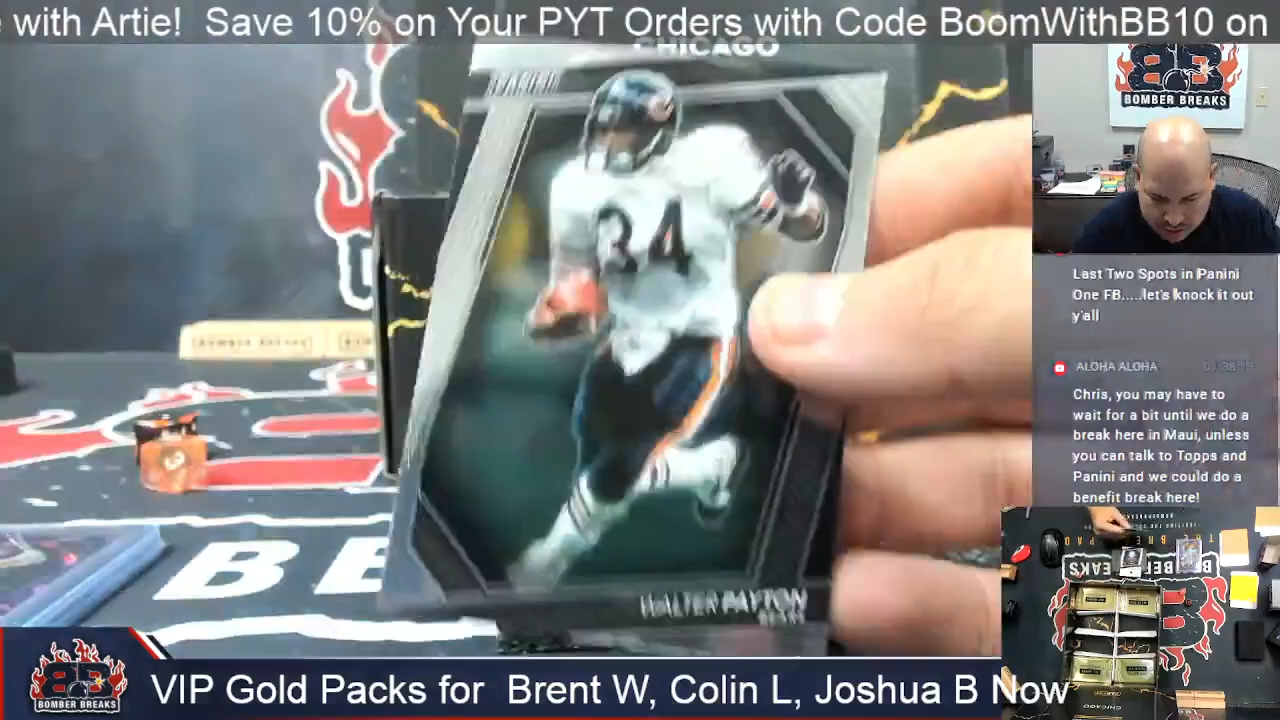 with Artie! Save 10% on Your PYT Orders with Code BoomWithBB10 on
CHICAGO
34
WALTER PAYTON
BEARS
BOMBER BREAKS
Last Two Spots in Panini
One FB.....let's knock it out
y'all
ALOHA ALOHA
Chris, you may have to
wait for a bit until we do a
break here in Maui, unless
you can talk to Topps and
Panini and we could do a
benefit break here!
BE
BOMBER BREAKS
VIP Gold Packs for Brent W, Colin L, Joshua B Now
CHICAGO